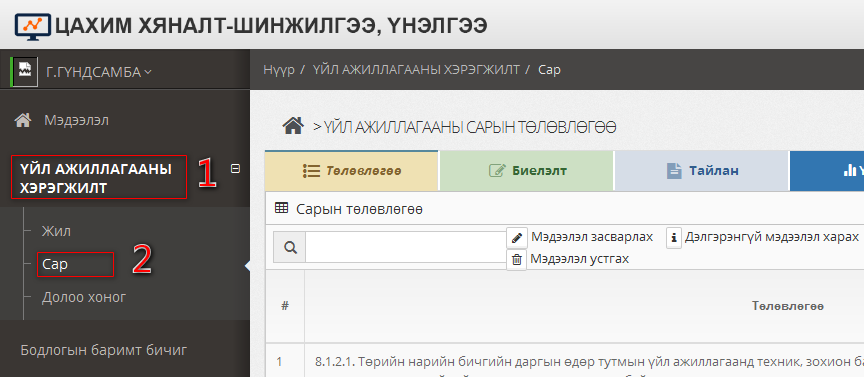 ЦАХИМ ХЯНАЛТ-ШИНЖИЛГЭЭ, ҮНЭЛГЭЭ
Г.ГҮНДСАМБА
Нүүр / ҮЙЛ АЖИЛЛАГААНЫ ХЭРЭГЖИЛТ / Сар
Мэдээлэл
> ҮЙЛ АЖИЛЛАГААНЫ САРЫН ТӨЛӨВЛӨГӨӨ
ҮЙЛ АЖИЛЛАГААНЫ
ХЭРЭГЖИЛТ
1
Төлөвлөгөө
Биелэлт
Тайлан
Сарын төлөвлөгөө
Жил
Сар
2
Долоо хоног
Бодлогын баримт бичиг
Мэдээлэл засварлах
Дэлгэрэнгүй мэдээлэл харах
Мэдээлэл устгах
# Төлөвлөгөө
1 8.1.2.1. Төрийн нарийн бичгийн даргын өдөр тутмын үйл ажиллагаанд техник, зохион